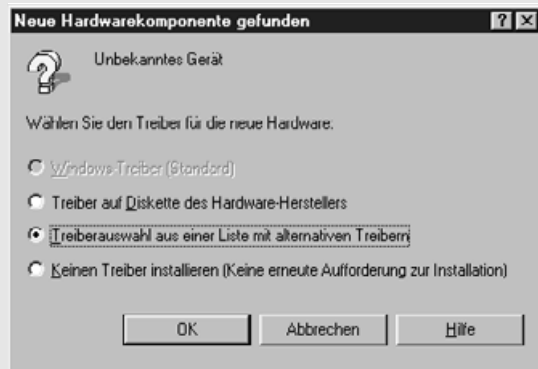 Neue Hardwarekomponente gefunden
Unbekanntes Gerät
Wählen Sie den Treiber für die neue Hardware.
Windows-Treiber (Standard)
Treiber auf Diskette des Hardware-Herstellers
Treiberauswahl aus einer Liste mit alternativen Treibern
Keinen Treiber installieren (Keine erneute Aufforderung zur Installation)
OK Abbrechen Hilfe